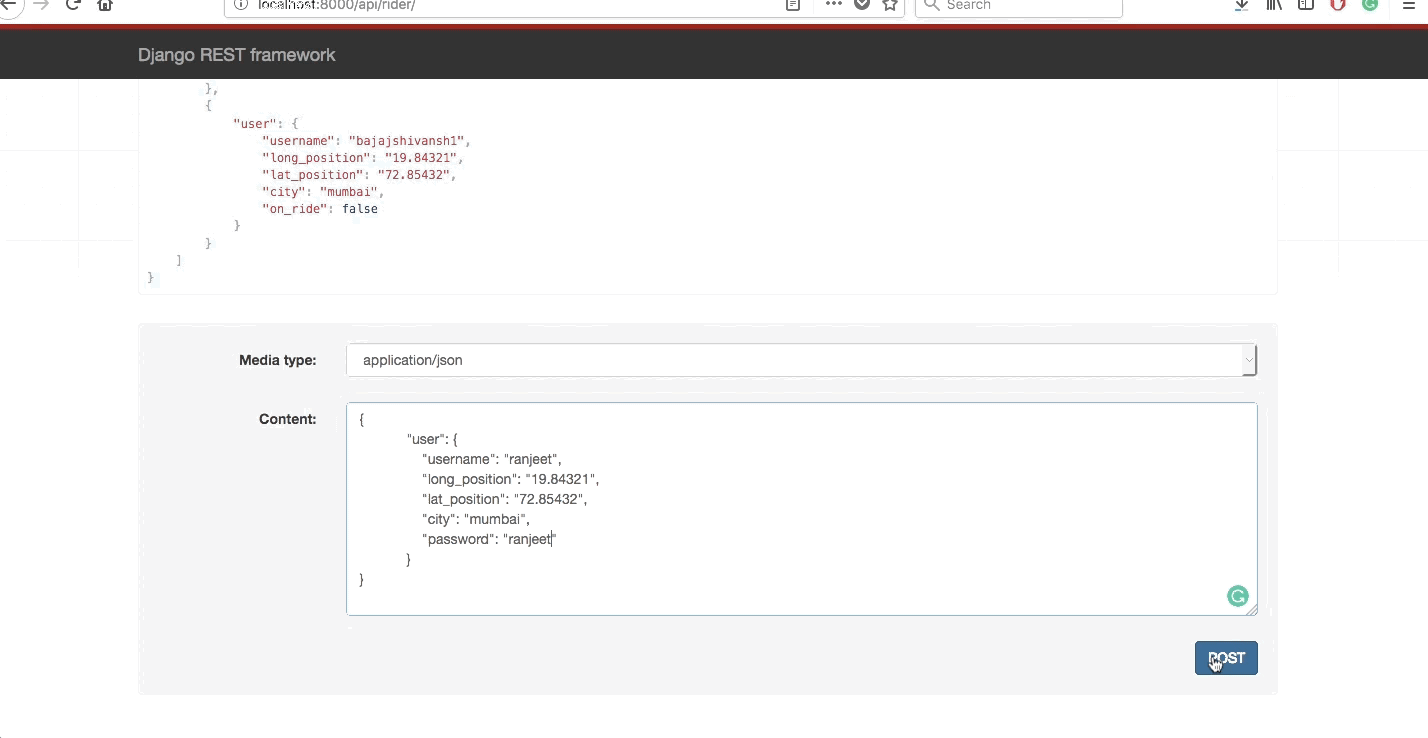 localhost:8000/api/rider/
Search
Django REST framework
},
{
"user": {
"username": "bajajshivansh1",
"long_position": "19.84321",
"lat_position": "72.85432",
"city": "mumbai",
"on_ride": false
}
}
]
}
Media type:
application/json
Content:
{
"user": {
"username": "ranjeet",
"long_position": "19.84321",
"lat_position": "72.85432",
"city": "mumbai",
"password": "ranjeet"
}
}
POST